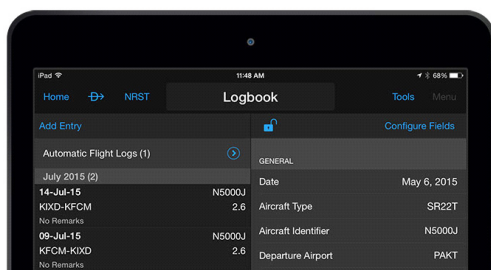 iPad 11:48 AM 68%
Home NRST Logbook Tools Menu
Add Entry
Automatic Flight Logs (1)
July 2015 (2)
14-Jul-15 N5000J
KIXD-KFCM 2.6
No Remarks
09-Jul-15 N5000J
KFCM-KIXD 2.6
No Remarks
Configure Fields
GENERAL
Date May 6, 2015
Aircraft Type SR22T
Aircraft Identifier N5000J
Departure Airport PAKT